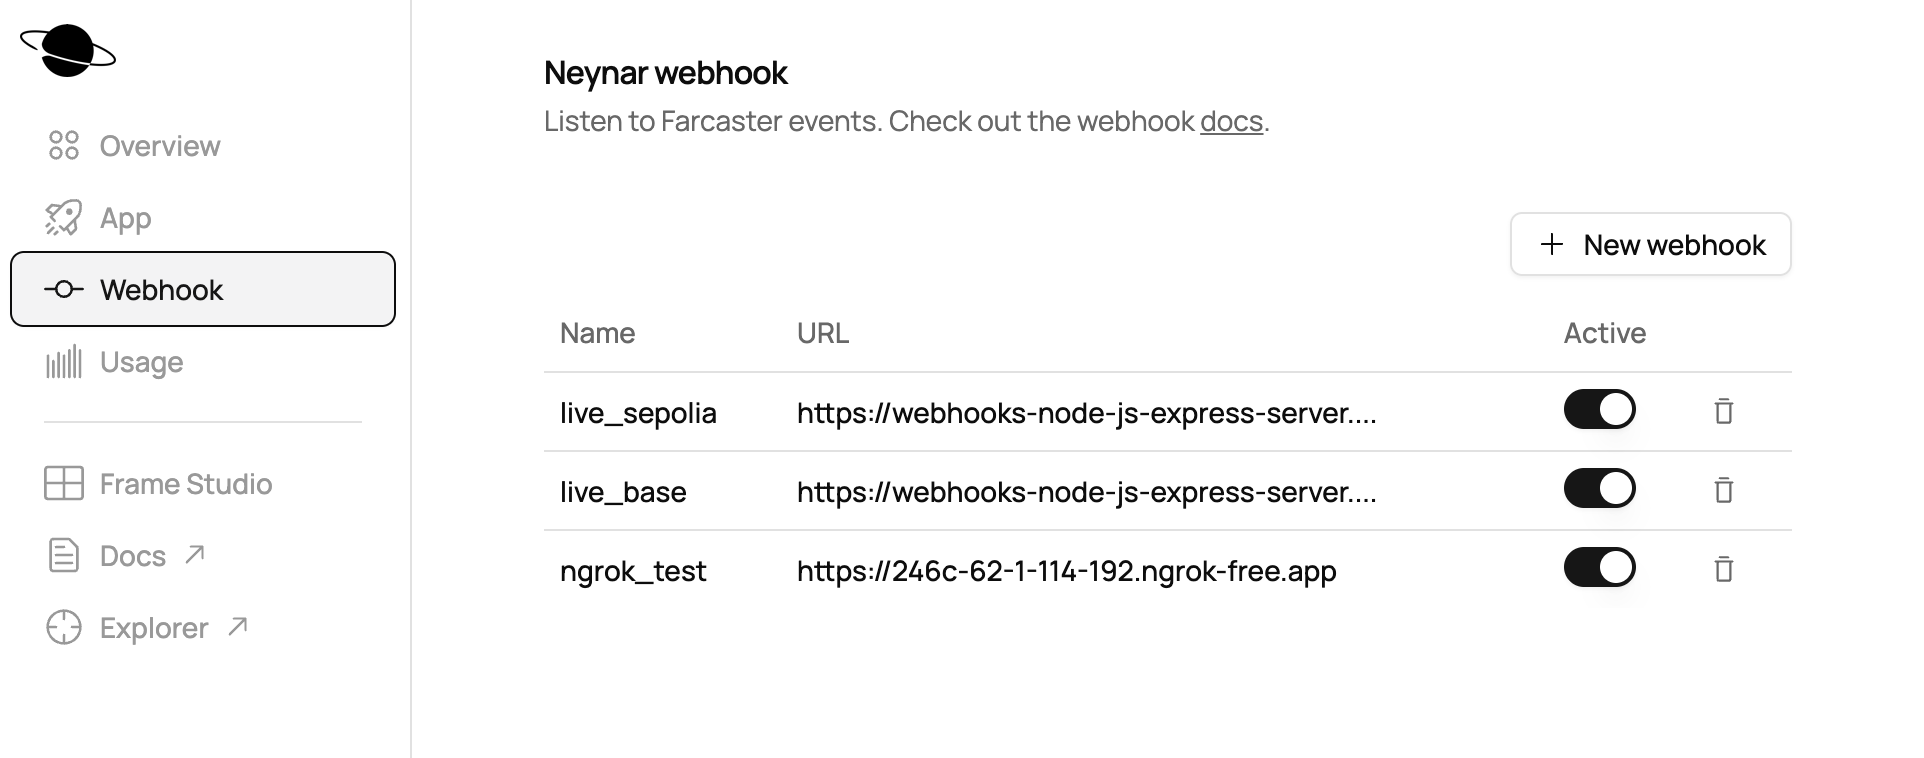 Overview
App
Webhook
Usage
Frame Studio
Docs
Explorer
Neynar webhook
Listen to Farcaster events. Check out the webhook docs.
New webhook
Name URL Active
live_sepolia https://webhooks-node-js-express-server....
live_base https://webhooks-node-js-express-server....
ngrok_test https://246c-62-1-114-192.ngrok-free.app